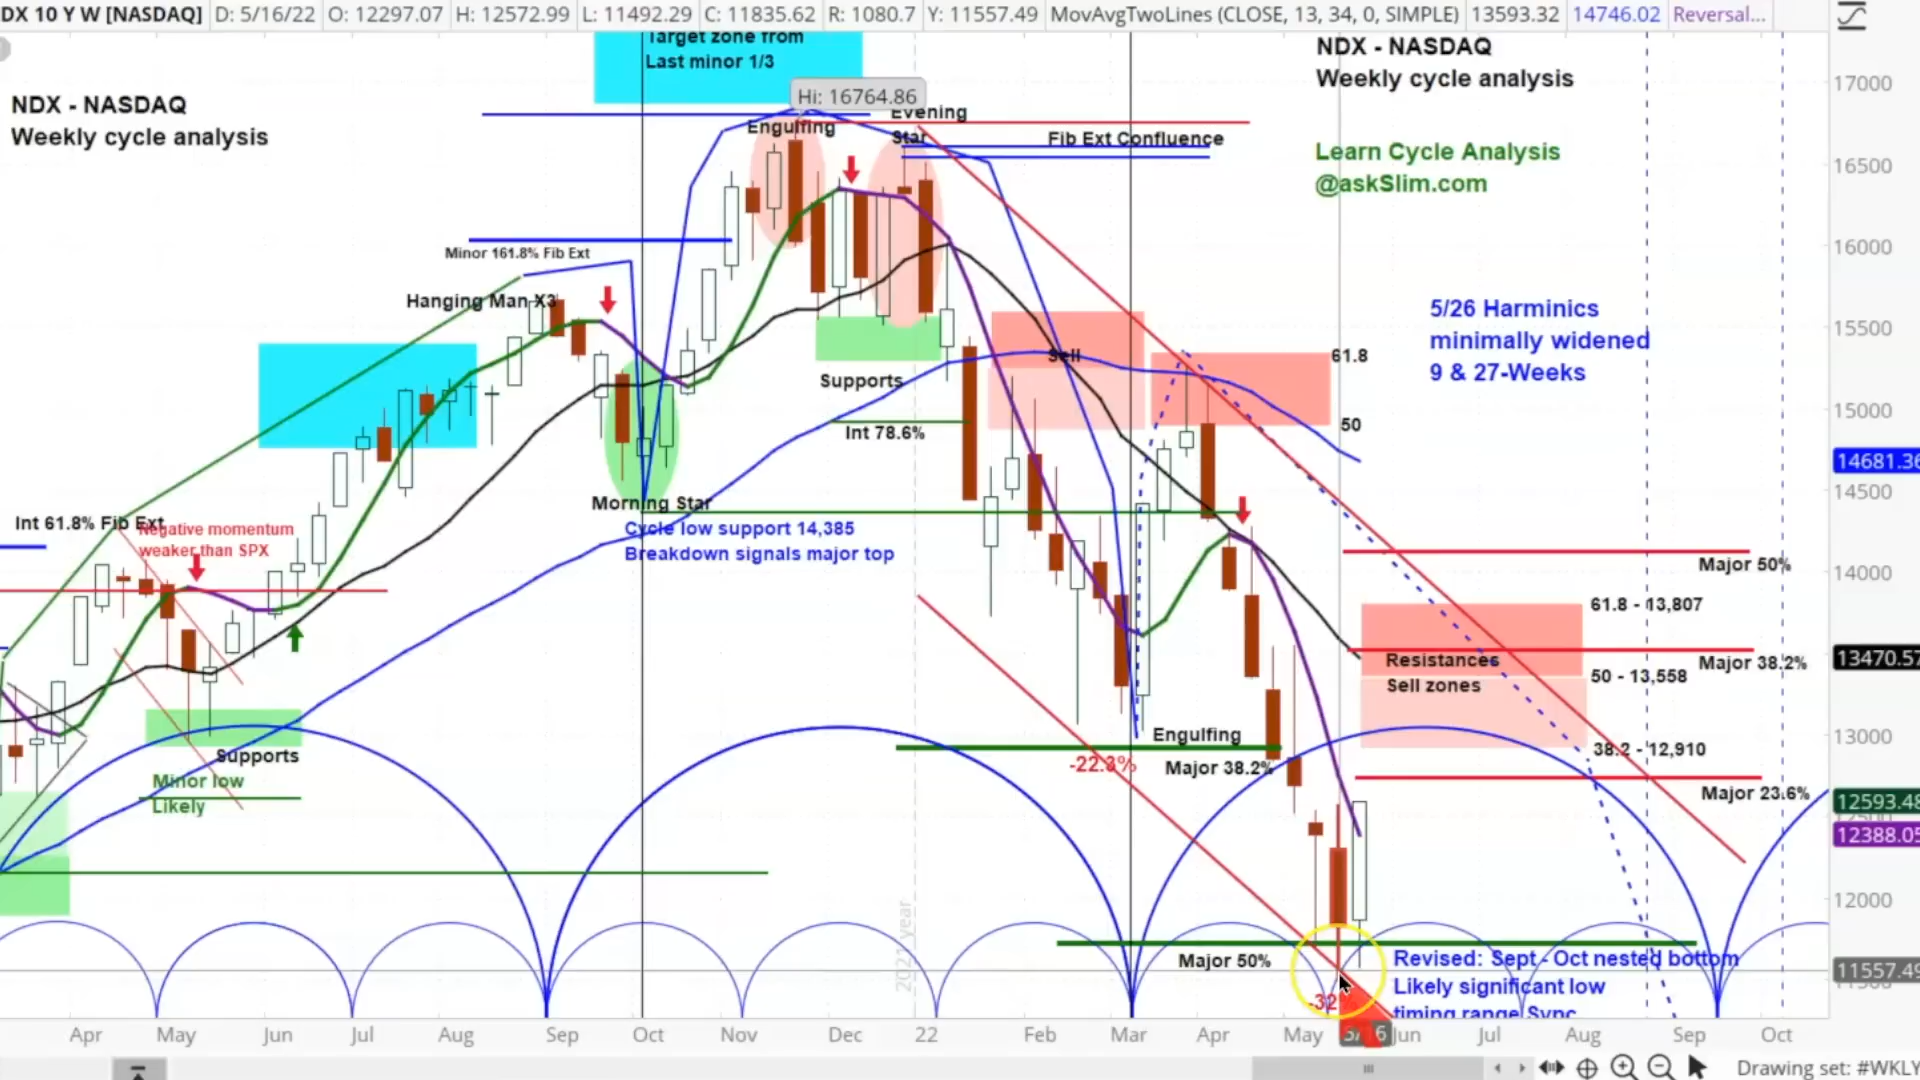 DX 10 Y W [NASDAQ] D: 5/16/22 O: 12297.07 H: 12572.99 L: 11492.29 C: 11835.62 R: 1080.7 Y: 11557.49 MovAvgTwoLines (CLOSE, 13, 34, 0, SIMPLE) 13593.32 14746.02 Reversal...
Target zone from
Last minor 1/3
NDX - NASDAQ
Weekly cycle analysis
NDX - NASDAQ
Weekly cycle analysis
Learn Cycle Analysis
@askSlim.com
Hi: 16764.86
Engulfing
Evening
Star
Fib Ext Confluence
Minor 161.8% Fib Ext
Hanging Man X3
5/26 Harminics
minimally widened
9 & 27-Weeks
Sell
61.8
50
Supports
Int 78.6%
Morning Star
Cycle low support 14,385
Breakdown signals major top
Int 61.8% Fib Ext
Negative momentum
weaker than SPX
Supports
Minor low
Likely
Major 50%
61.8 - 13,807
Resistances
Major 38.2%
50 - 13,558
Sell zones
38.2 - 12,910
Major 23.6%
Engulfing
-22.3%
Major 38.2%
Major 50%
-32
Revised: Sept - Oct nested bottom
Likely significant low
timing range Sync
2021 year
17000
16500
16000
15500
15000
14681.36
14500
14000
13470.57
13000
12593.48
12388.05
12000
11557.49
Apr May Jun Jul Aug Sep Oct Nov Dec 22 Feb Mar Apr May 5/16 Jun Jul Aug Sep Oct
Drawing set: #WKLY